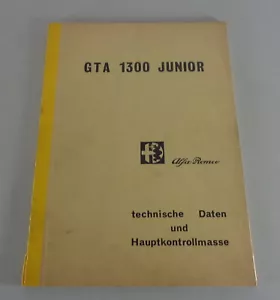 GTA 1300 JUNIOR
Alfa-Romeo
technische Daten
und
Hauptkontrollmasse